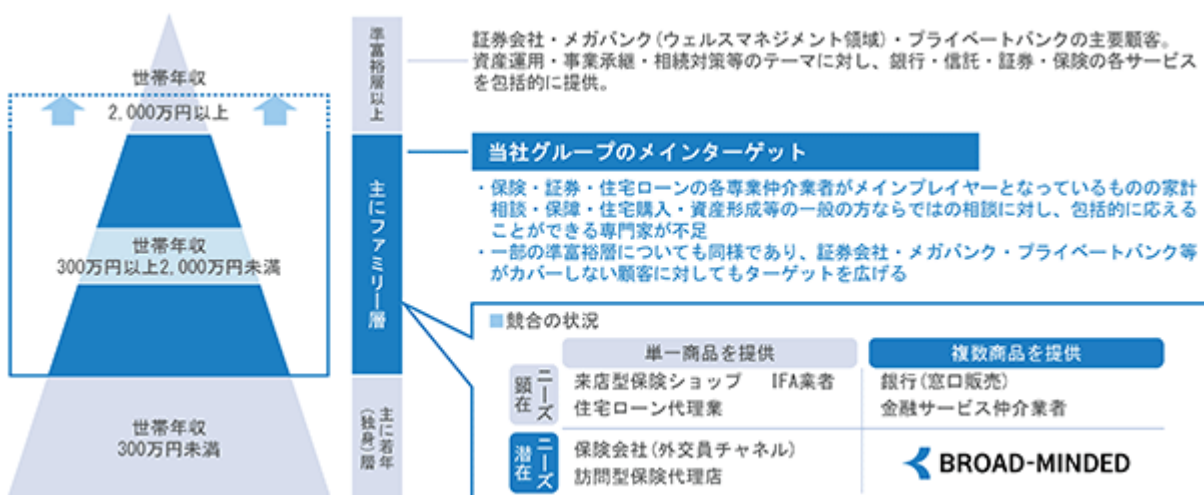 世帯年収
2,000万円以上
世帯年収
300万円以上2,000万円未満
世帯年収
300万円未満
準富裕層以上
主にファミリー層
主に若年
(独身)層
証券会社・メガバンク(ウェルスマネジメント領域)・プライベートバンクの主要顧客。
資産運用・事業承継・相続対策等のテーマに対し、銀行・信託・証券・保険の各サービス
を包括的に提供。
当社グループのメインターゲット
・保険・証券・住宅ローンの各専業仲介業者がメインプレイヤーとなっているものの家計
相談・保障・住宅購入・資産形成等の一般の方ならではの相談に対し、包括的に応える
ことができる専門家が不足
・一部の準富裕層についても同様であり、証券会社・メガバンク・プライベートバンク等
がカバーしない顧客に対してもターゲットを広げる
■競合の状況
単一商品を提供
複数商品を提供
顕在
ニーズ
来店型保険ショップ IFA業者
住宅ローン代理業
銀行(窓口販売)
金融サービス仲介業者
潜在
ニーズ
保険会社(外交員チャネル)
訪問型保険代理店
BROAD-MINDED